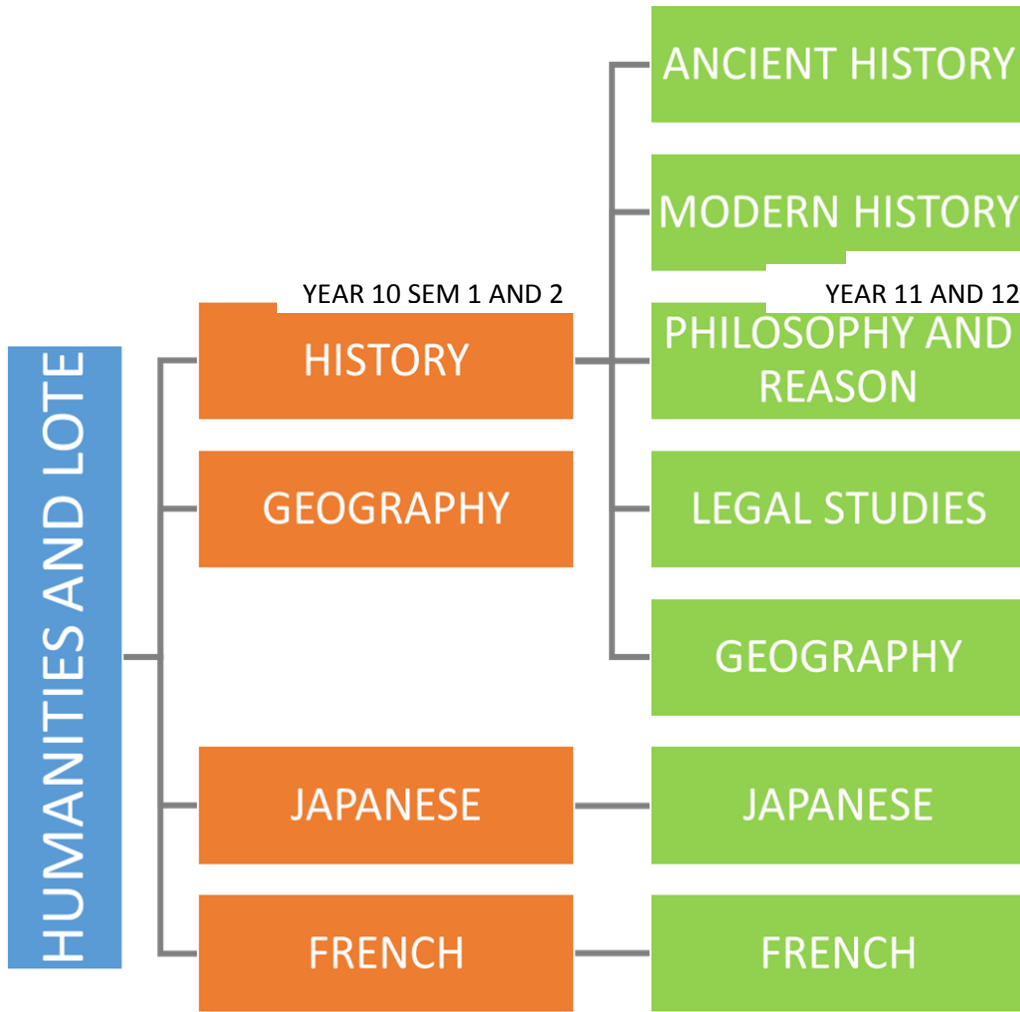 HUMANITIES AND LOTE
YEAR 10 SEM 1 AND 2
HISTORY
GEOGRAPHY
JAPANESE
FRENCH
ANCIENT HISTORY
MODERN HISTORY
YEAR 11 AND 12
PHILOSOPHY AND
REASON
LEGAL STUDIES
GEOGRAPHY
JAPANESE
FRENCH